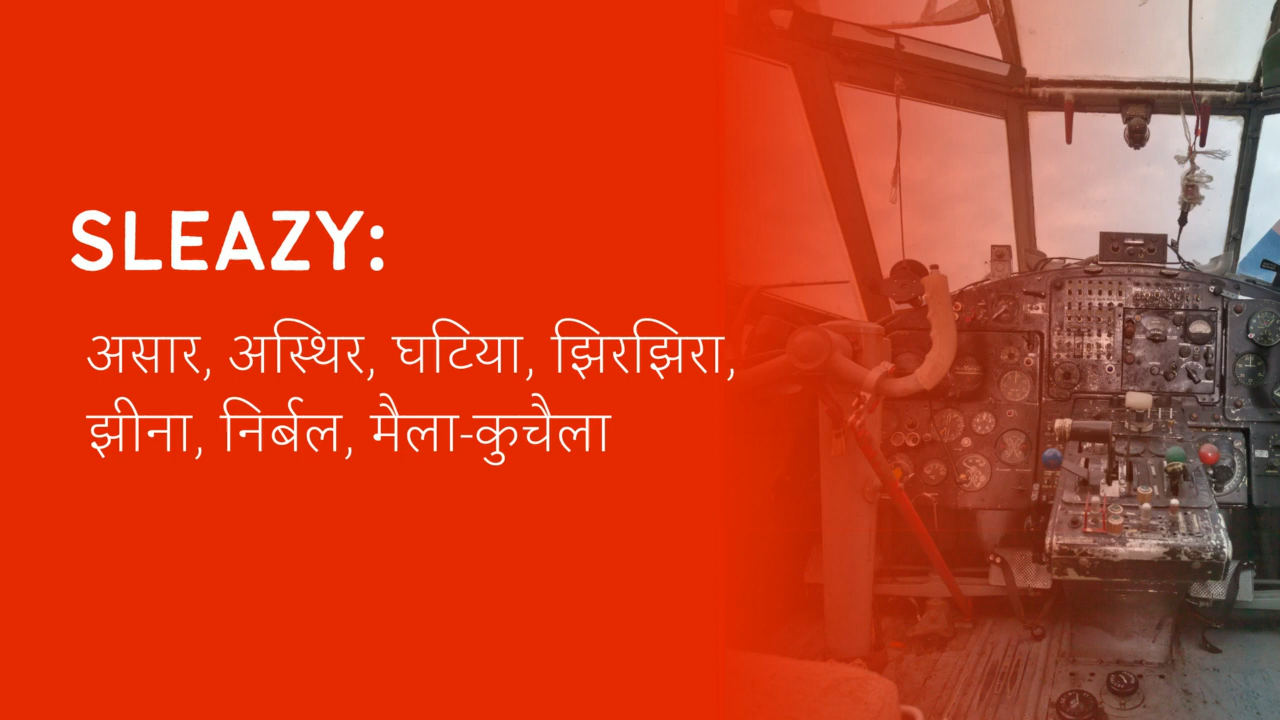 SLEAZY:
असार, अस्थिर, घटिया, झिरझिरा,
झीना, निर्बल, मैला-कुचैला